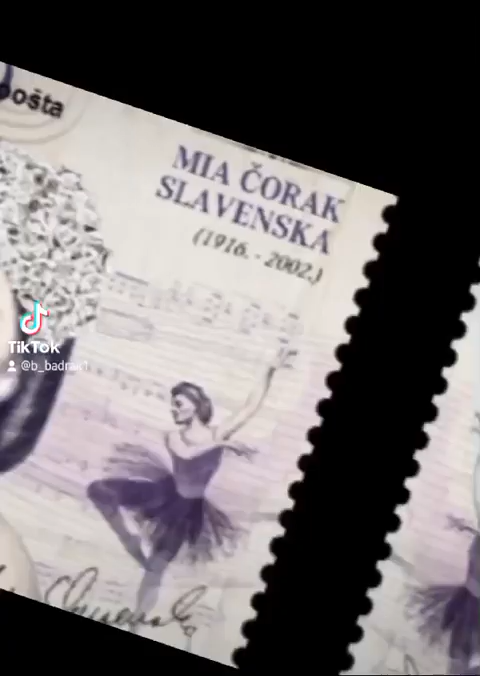 pošta
MIA ČORAK
SLAVENSKA
(1916. - 2002.)
TikTok
@b_badrak1